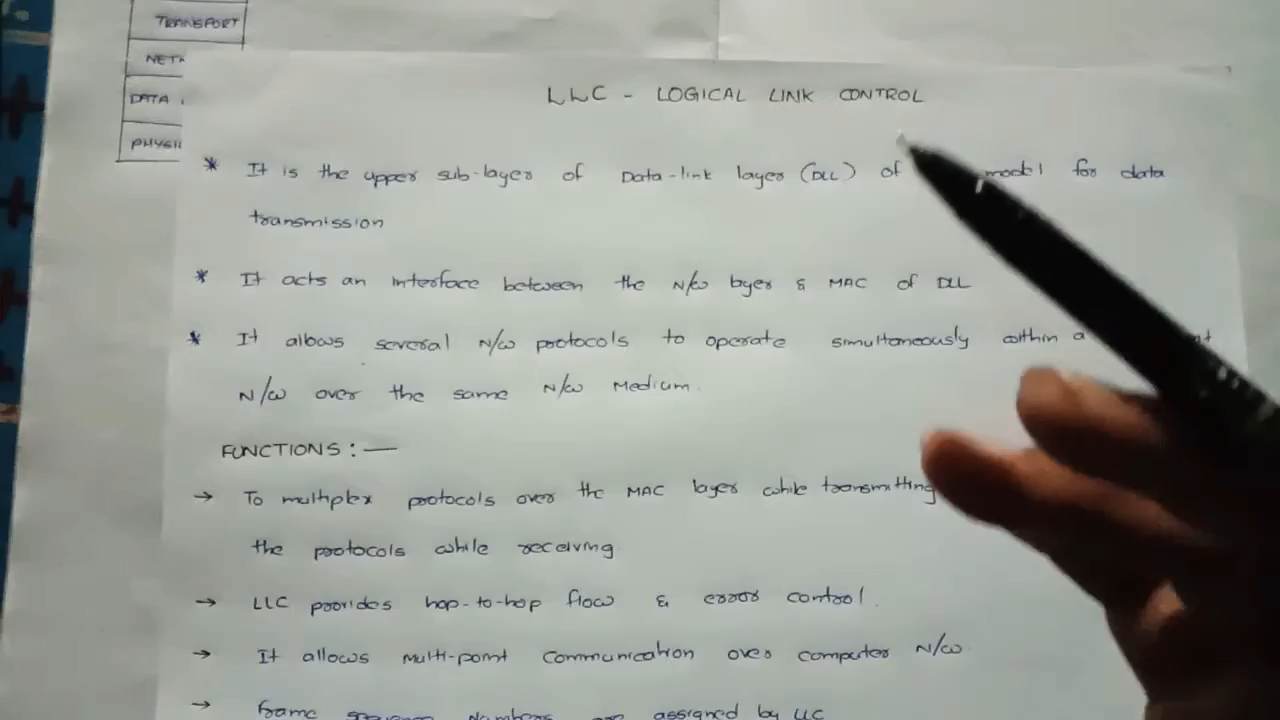 TRANSPORT
NETW
DATA
PHYSI
LLC - LOGICAL LINK CONTROL
* It is the upper sub-layer of Data-link layer (DLL) of model for data
transmission
* It acts an interface between the N/w layer & MAC of DLL
* It allows several N/w protocols to operate simultaneously within a
N/w over the same N/w Medium.
FUNCTIONS : —
→ To multiplex protocols over the MAC layer while transmitting
the protocols while receiving
→ LLC provides hop-to-hop flow & error control.
→ It allows multi-point communication over computer N/w
→ Frame sequence Numbers are assigned by LLC